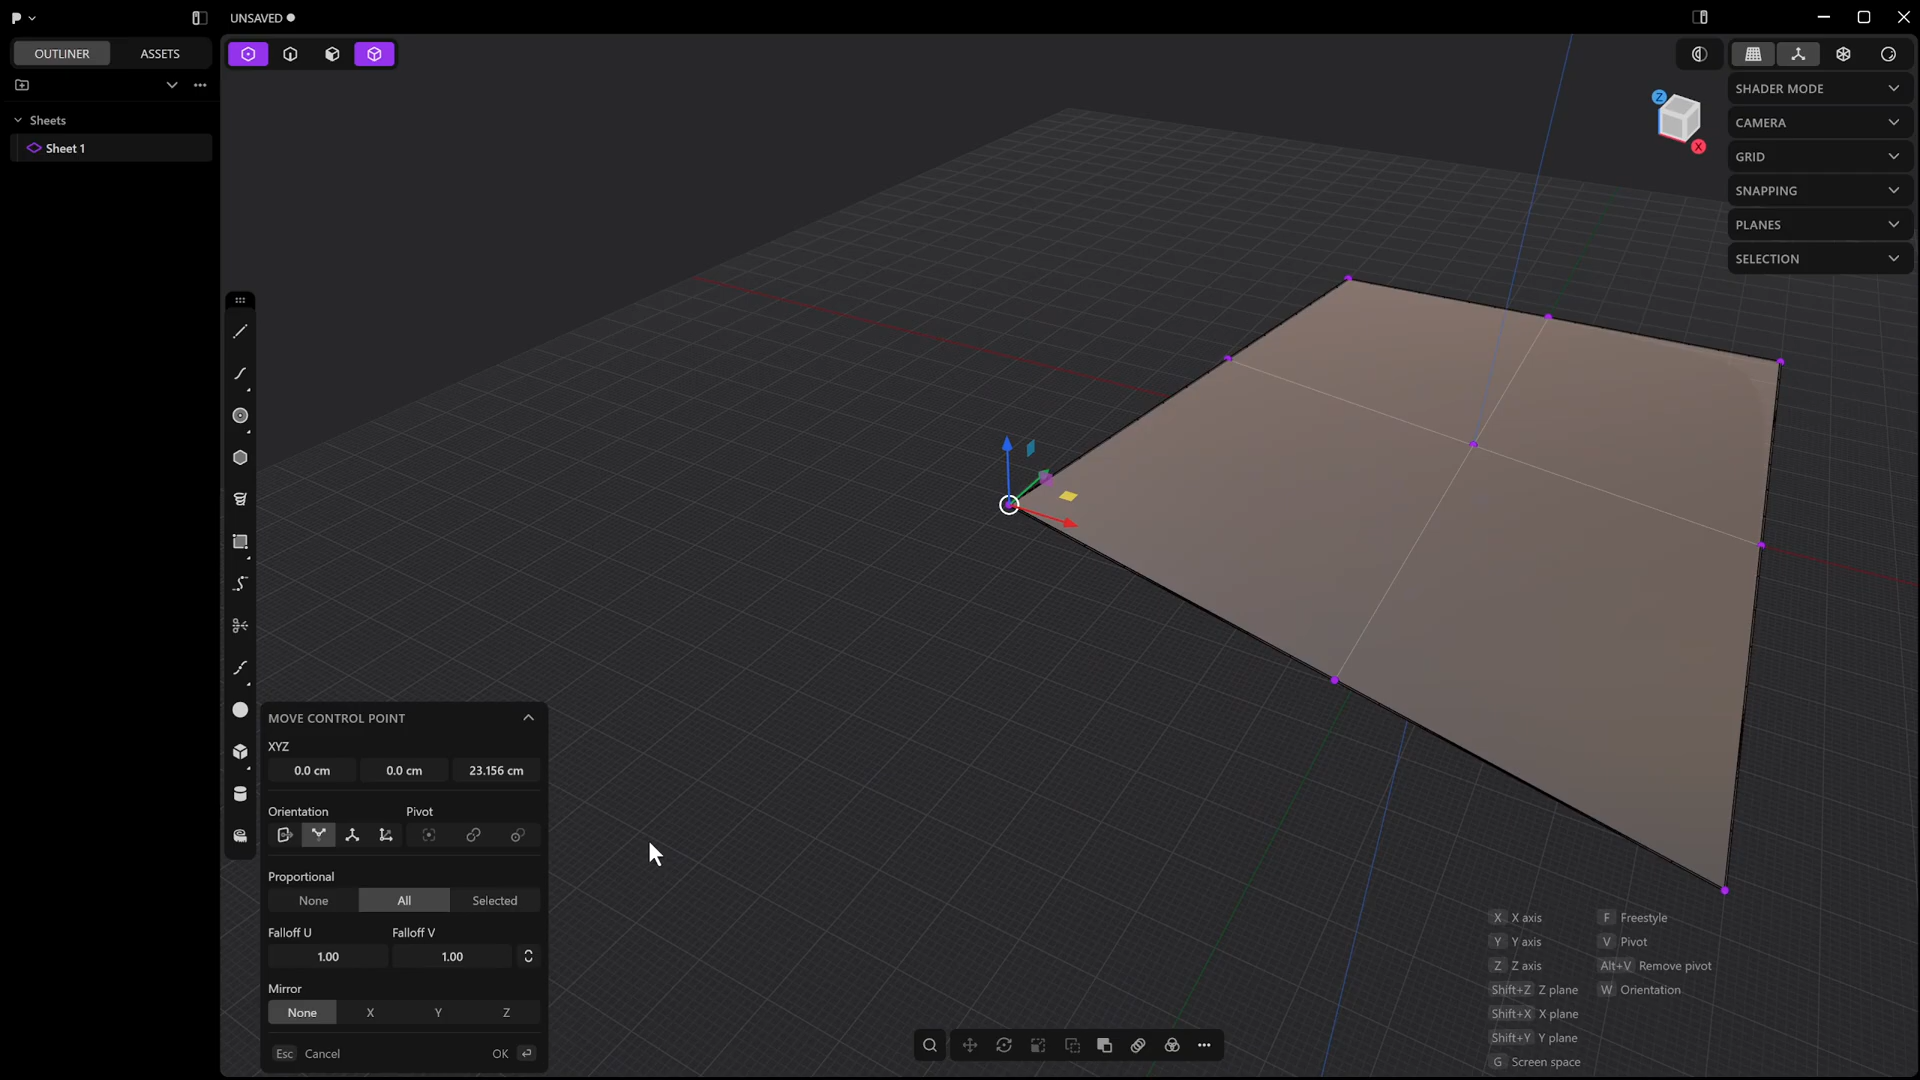 UNSAVED
OUTLINER ASSETS
Sheets
Sheet 1
SHADER MODE
CAMERA
GRID
SNAPPING
PLANES
SELECTION
Z
X
MOVE CONTROL POINT
XYZ
0.0 cm 0.0 cm 23.156 cm
Orientation Pivot
Proportional
None All Selected
Falloff U Falloff V
1.00 1.00
Mirror
None X Y Z
Esc Cancel OK
X X axis F Freestyle
Y Y axis V Pivot
Z Z axis Alt+V Remove pivot
Shift+Z Z plane W Orientation
Shift+X X plane
Shift+Y Y plane
G Screen space